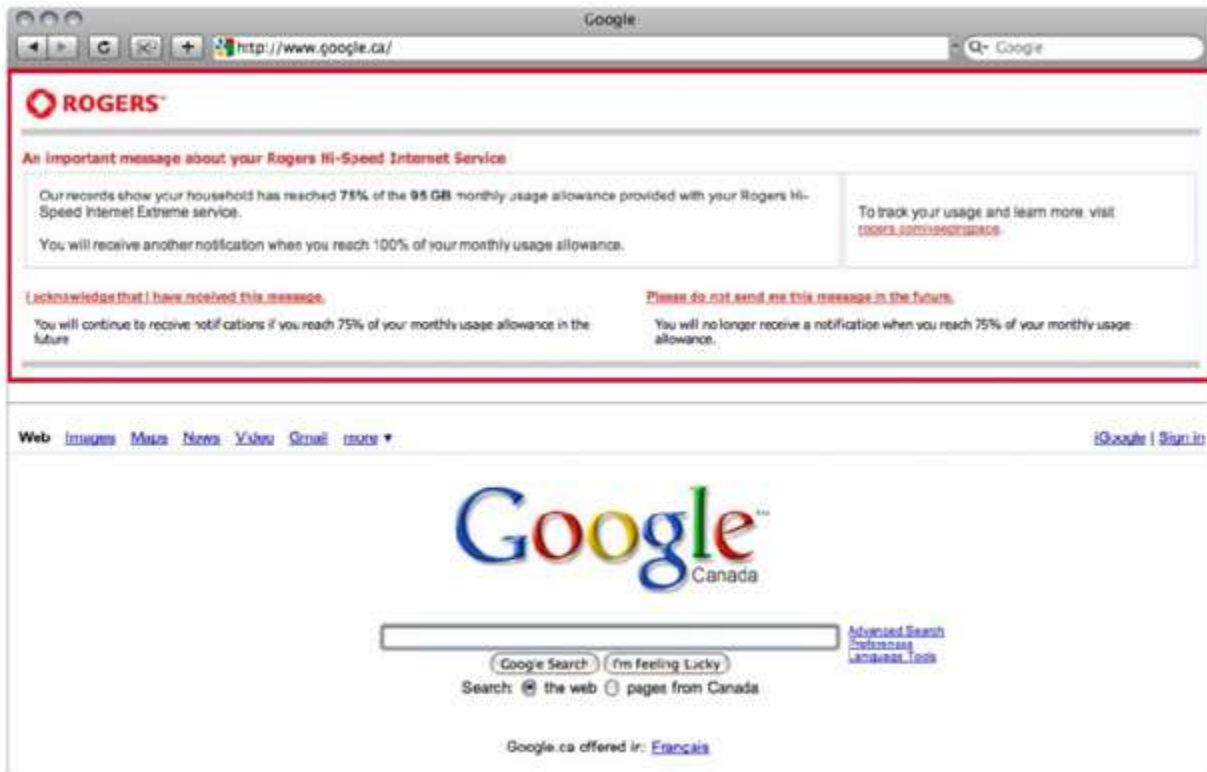 Google
http://www.google.ca/
Q- Google
ROGERS™
An important message about your Rogers Hi-Speed Internet Service
Our records show your household has reached 75% of the 95 GB monthly usage allowance provided with your Rogers Hi-
Speed Internet Extreme service.
You will receive another notification when you reach 100% of your monthly usage allowance.
To track your usage and learn more visit
rogers.com/keepingpace.
I acknowledge that I have received this message.
You will continue to receive notifications if you reach 75% of your monthly usage allowance in the
future
Please do not send me this message in the future.
You will no longer receive a notification when you reach 75% of your monthly usage
allowance.
Web Images Maps News Video Gmail more ▼
iGoogle | Sign in
Google™
Canada
Advanced Search
Preferences
Language Tools
Google Search I'm Feeling Lucky
Search: the web pages from Canada
Google.ca offered in: Français